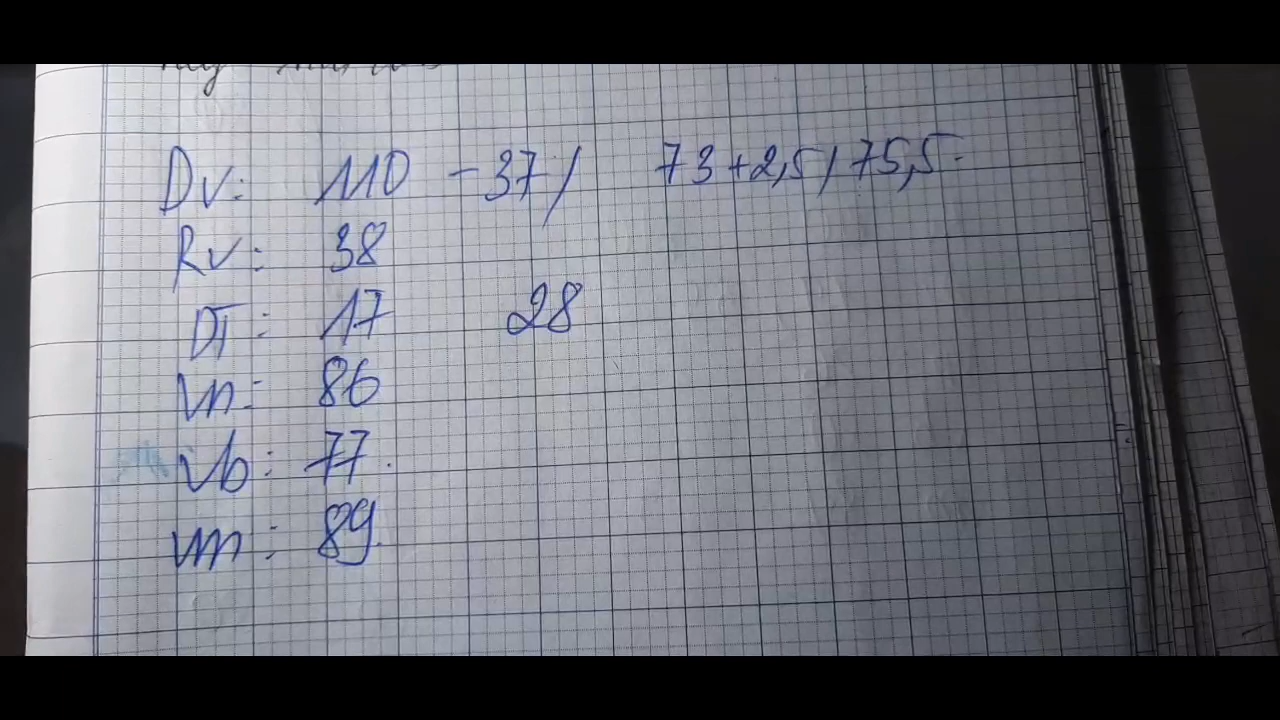 Dv: 110 - 37 / 73 + 2,5 / 75,5
Rv: 38
DT: 17 28
Vn: 86
Vb: 77.
vm: 89.